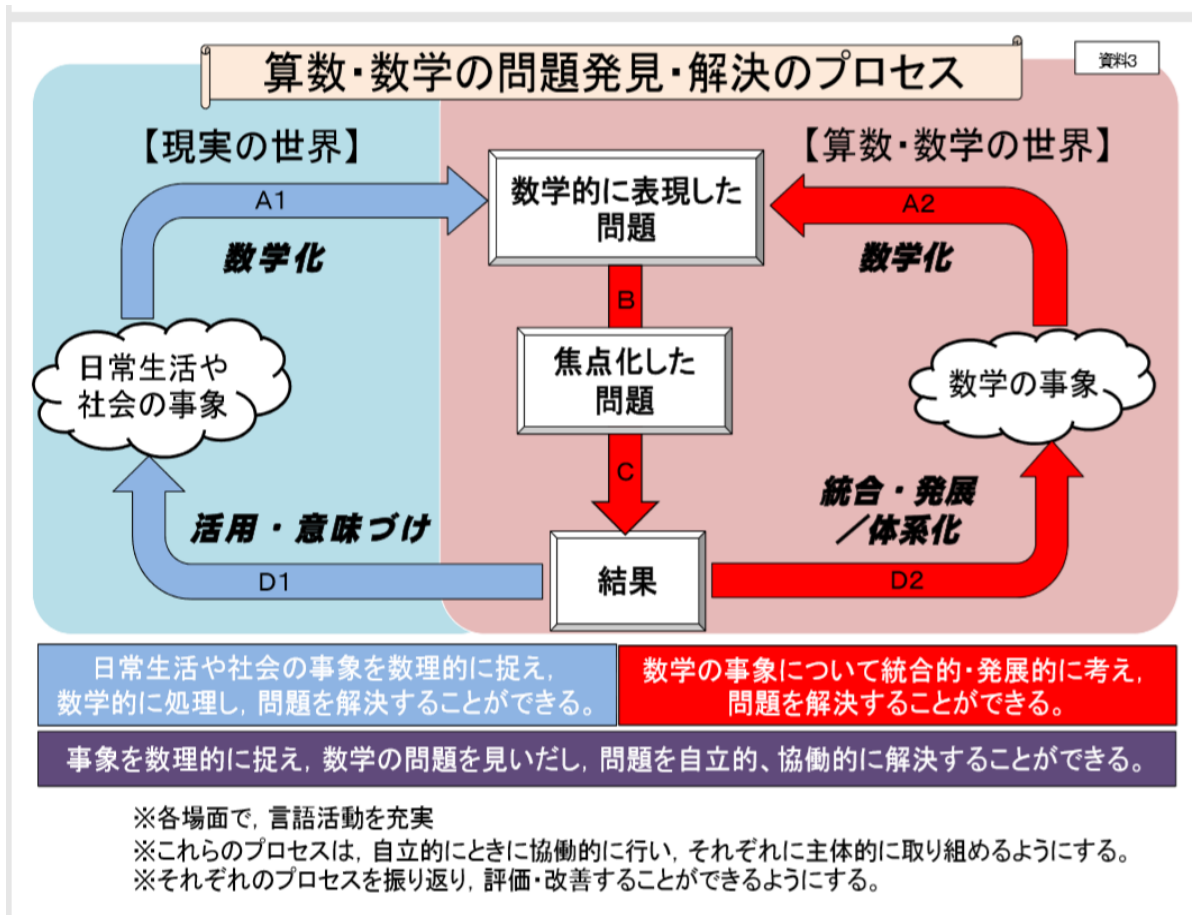 算数・数学の問題発見・解決のプロセス
資料3
【現実の世界】
【算数・数学の世界】
A1
数学化
数学的に表現した
問題
A2
数学化
B
日常生活や
社会の事象
焦点化した
問題
数学の事象
C
活用・意味づけ
統合・発展
／体系化
D1
結果
D2
日常生活や社会の事象を数理的に捉え,
数学的に処理し, 問題を解決することができる。
数学の事象について統合的・発展的に考え,
問題を解決することができる。
事象を数理的に捉え, 数学の問題を見いだし, 問題を自立的、協働的に解決することができる。
※各場面で, 言語活動を充実
※これらのプロセスは, 自立的にときに協働的に行い, それぞれに主体的に取り組めるようにする。
※それぞれのプロセスを振り返り, 評価・改善することができるようにする。